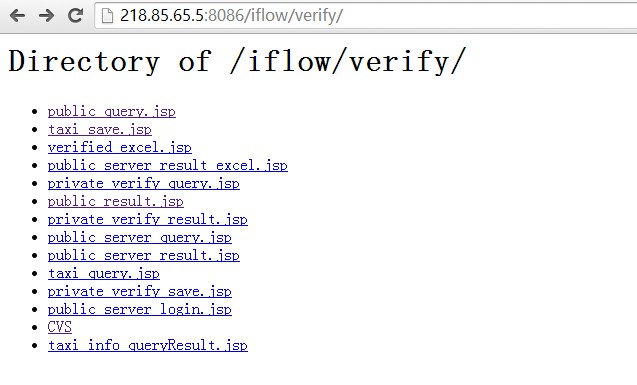 218.85.65.5:8086/iflow/verify/
Directory of /iflow/verify/
public_query.jsp
taxi_save.jsp
verified_excel.jsp
public_server_result_excel.jsp
private_verify_query.jsp
public_result.jsp
private_verify_result.jsp
public_server_query.jsp
public_server_result.jsp
taxi_query.jsp
private_verify_save.jsp
public_server_login.jsp
CVS
taxi_info_queryResult.jsp